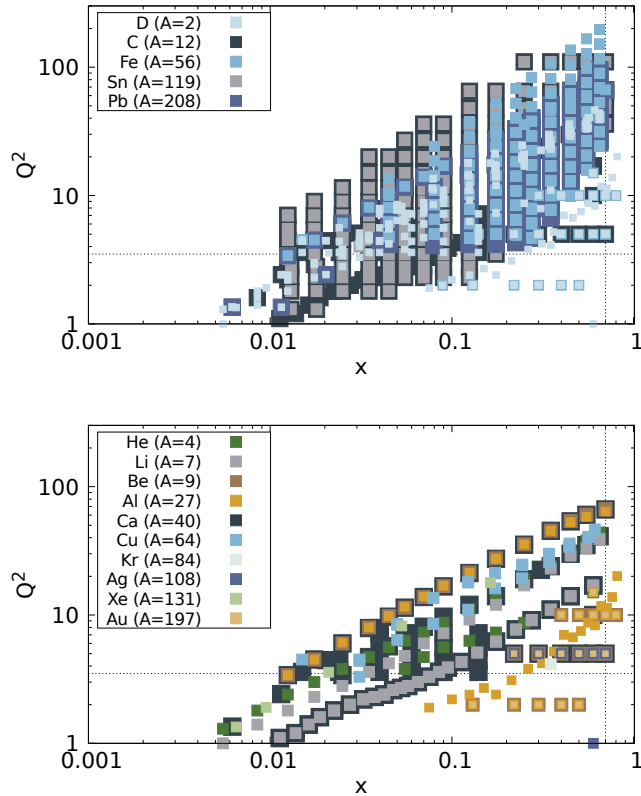 D (A=2)
C (A=12)
Fe (A=56)
Sn (A=119)
Pb (A=208)
100
10
1
Q²
0.001
0.01
0.1
1
x
He (A=4)
Li (A=7)
Be (A=9)
Al (A=27)
Ca (A=40)
Cu (A=64)
Kr (A=84)
Ag (A=108)
Xe (A=131)
Au (A=197)
100
10
1
Q²
0.001
0.01
0.1
1
x